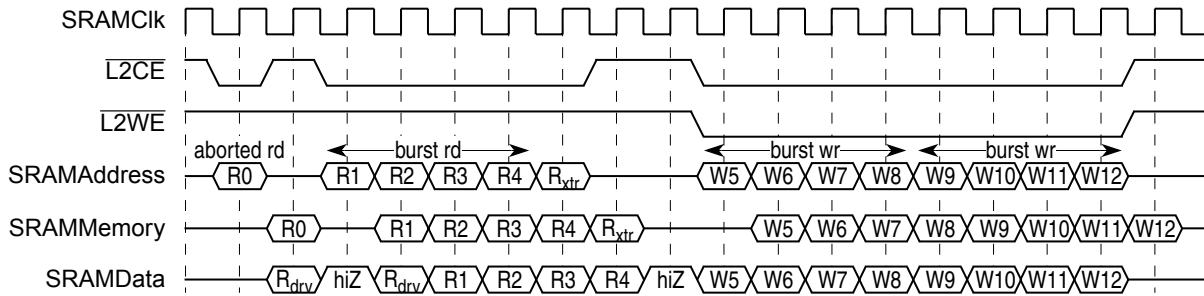 SRAMClk
L2CE
L2WE
aborted rd burst rd burst wr burst wr
SRAMAddress R0 R1 R2 R3 R4 Rxtr W5 W6 W7 W8 W9 W10 W11 W12
SRAMMemory R0 R1 R2 R3 R4 Rxtr W5 W6 W7 W8 W9 W10 W11 W12
SRAMData Rdrv hiZ Rdrv R1 R2 R3 R4 hiZ W5 W6 W7 W8 W9 W10 W11 W12